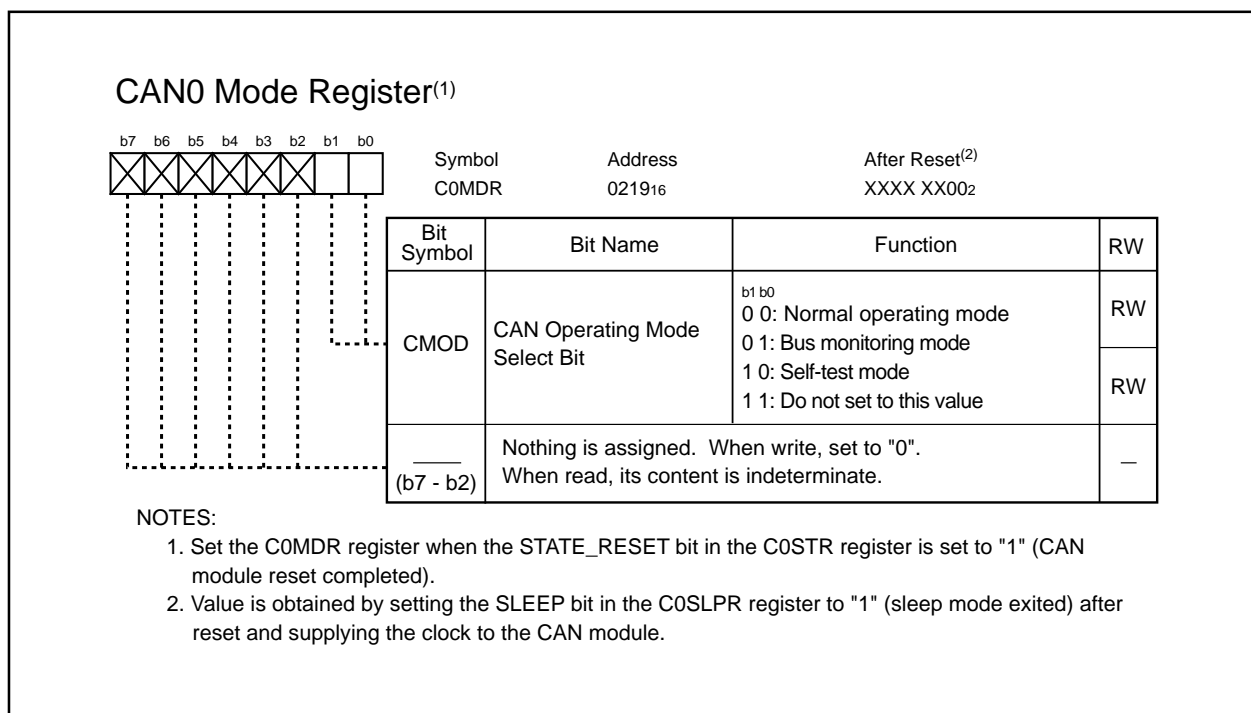 CAN0 Mode Register(1)
b7 b6 b5 b4 b3 b2 b1 b0
Symbol Address After Reset(2)
C0MDR 021916 XXXX XX002
Bit Symbol Bit Name Function RW
CMOD CAN Operating Mode Select Bit
b1 b0
0 0: Normal operating mode
0 1: Bus monitoring mode
1 0: Self-test mode
1 1: Do not set to this value
RW
RW
(b7 - b2)
Nothing is assigned. When write, set to "0".
When read, its content is indeterminate.
—
NOTES:
1. Set the C0MDR register when the STATE_RESET bit in the C0STR register is set to "1" (CAN
module reset completed).
2. Value is obtained by setting the SLEEP bit in the C0SLPR register to "1" (sleep mode exited) after
reset and supplying the clock to the CAN module.